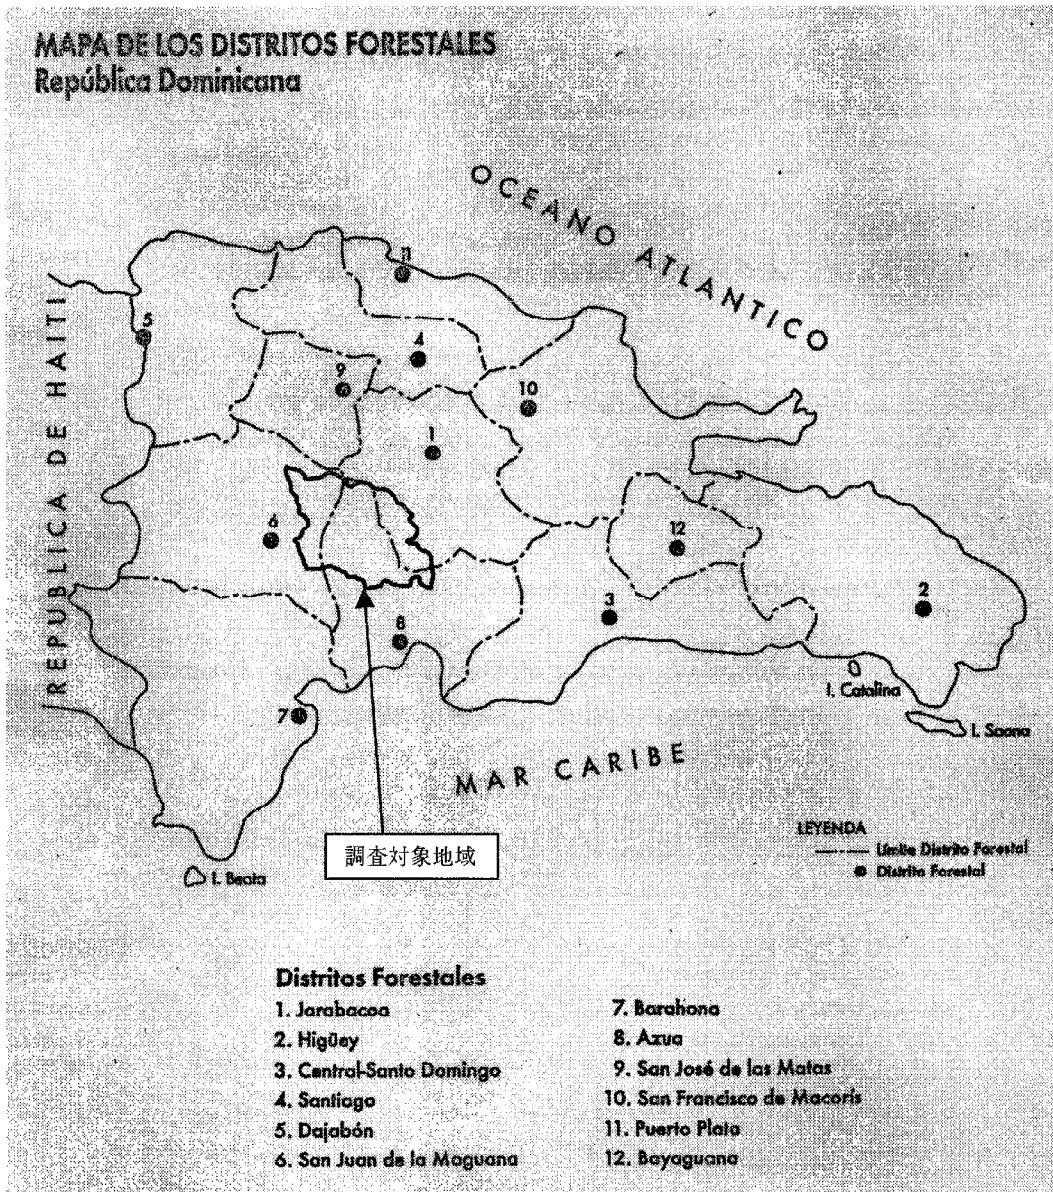 MAPA DE LOS DISTRITOS FORESTALES
República Dominicana
OCEANO ATLANTICO
REPUBLICA DE HAITI
11
5
4
9
10
1
6
12
3
2
8
7
I. Catalina
I. Saona
MAR CARIBE
調査対象地域
I. Beata
LEYENDA
Límite Distrito Forestal
Distrito Forestal
Distritos Forestales
1. Jarabacoa
2. Higüey
3. Central-Santo Domingo
4. Santiago
5. Dajabón
6. San Juan de la Maguana
7. Barahona
8. Azua
9. San José de las Matas
10. San Francisco de Macorís
11. Puerto Plata
12. Bayaguana